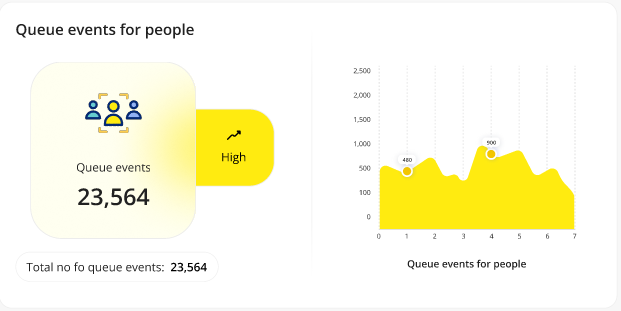 Queue events for people
Queue events
23,564
High
Total no fo queue events: 23,564
2,500
2,000
1,500
1,000
500
100
0
480
900
0 1 2 3 4 5 6 7
Queue events for people